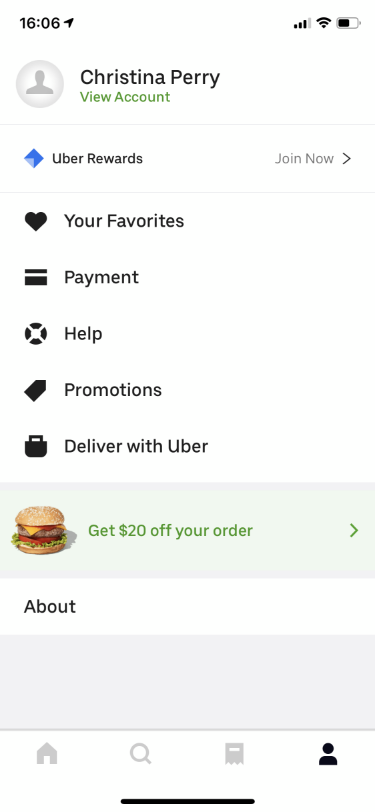 16:06
Christina Perry
View Account
Uber Rewards
Join Now
Your Favorites
Payment
Help
Promotions
Deliver with Uber
Get $20 off your order
About